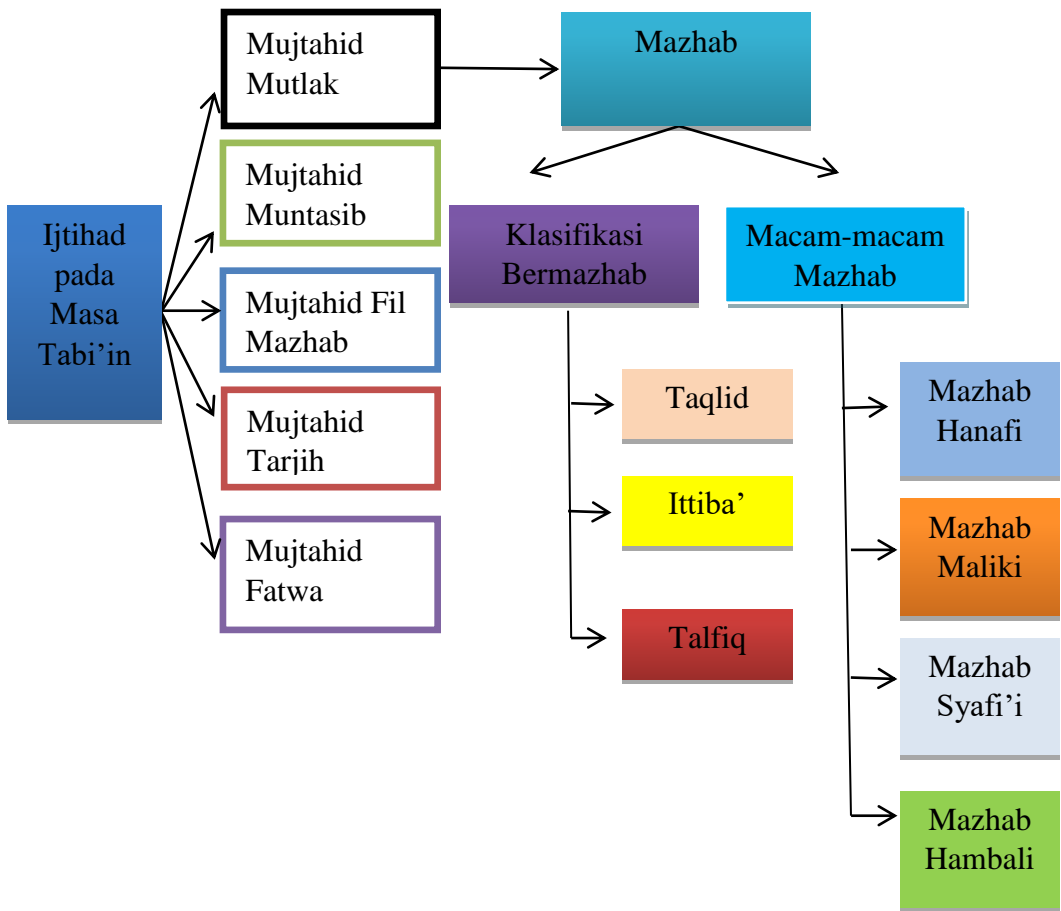 Mujtahid
Mutlak
Mazhab
Mujtahid
Muntasib
Ijtihad
pada
Masa
Tabi’in
Klasifikasi
Bermazhab
Macam-macam
Mazhab
Mujtahid Fil
Mazhab
Taqlid
Mazhab
Hanafi
Mujtahid
Tarjih
Ittiba’
Mazhab
Maliki
Mujtahid
Fatwa
Talfiq
Mazhab
Syafi’i
Mazhab
Hambali